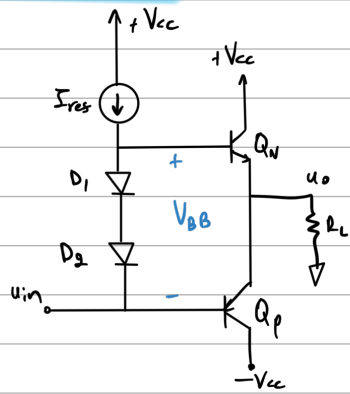 +Vcc
+Vcc
Ires
QN
+
D1
uo
VBB
RL
D2
uin
-
Qp
-Vcc